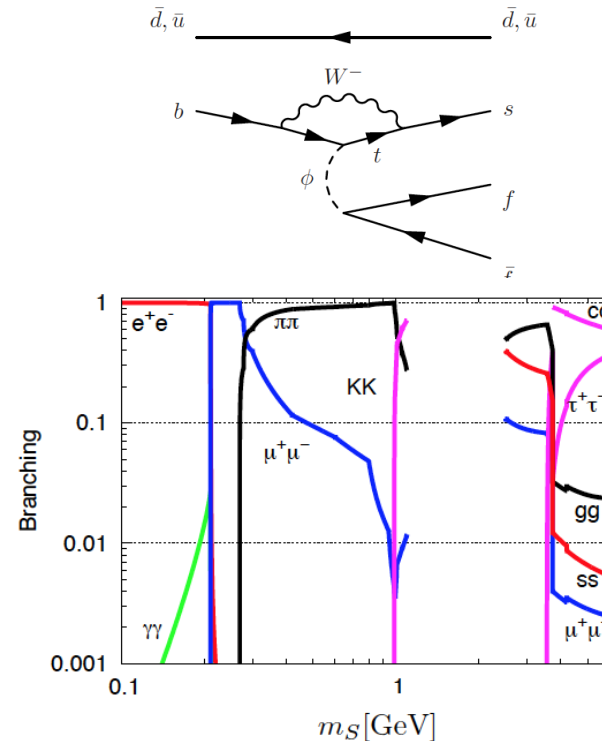 d̄, ū d̄, ū
W⁻
b s
t
ϕ
f
1
e⁺e⁻ ππ
KK τ⁺τ⁻
0.1
μ⁺μ⁻
Branching
gg
0.01
ss
γγ μ⁺μ⁻
0.001
0.1 1
m_S[GeV]